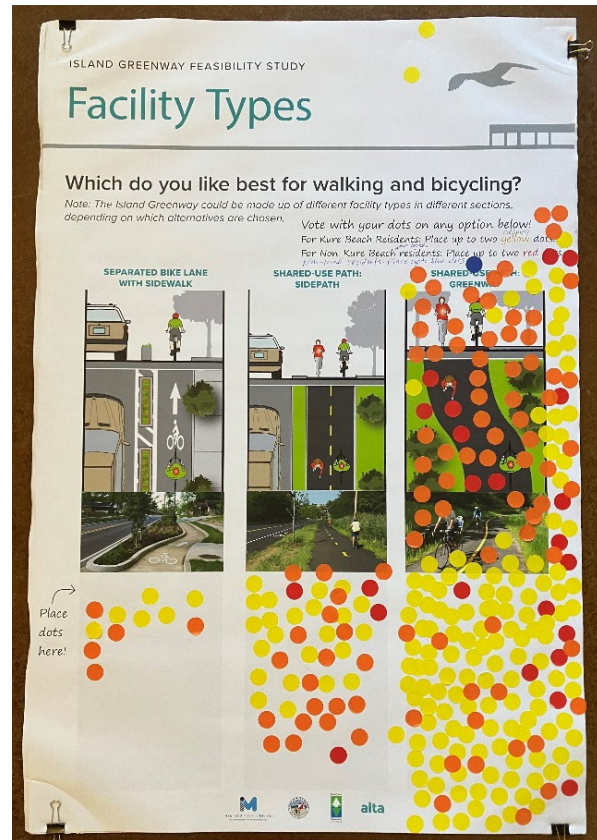 ISLAND GREENWAY FEASIBILITY STUDY
Facility Types
Which do you like best for walking and bicycling?
Note: The Island Greenway could be made up of different facility types in different sections,
depending on which alternatives are chosen.
Vote with your dots on any option below!
For Kure Beach Reisidents: Place up to two yellow dots
For Non Kure Beach residents: Place up to two red
SEPARATED BIKE LANE
WITH SIDEWALK
SHARED-USE PATH:
SIDEPATH
SHARED-USE
GREENWAY
Place
dots
here!
alta